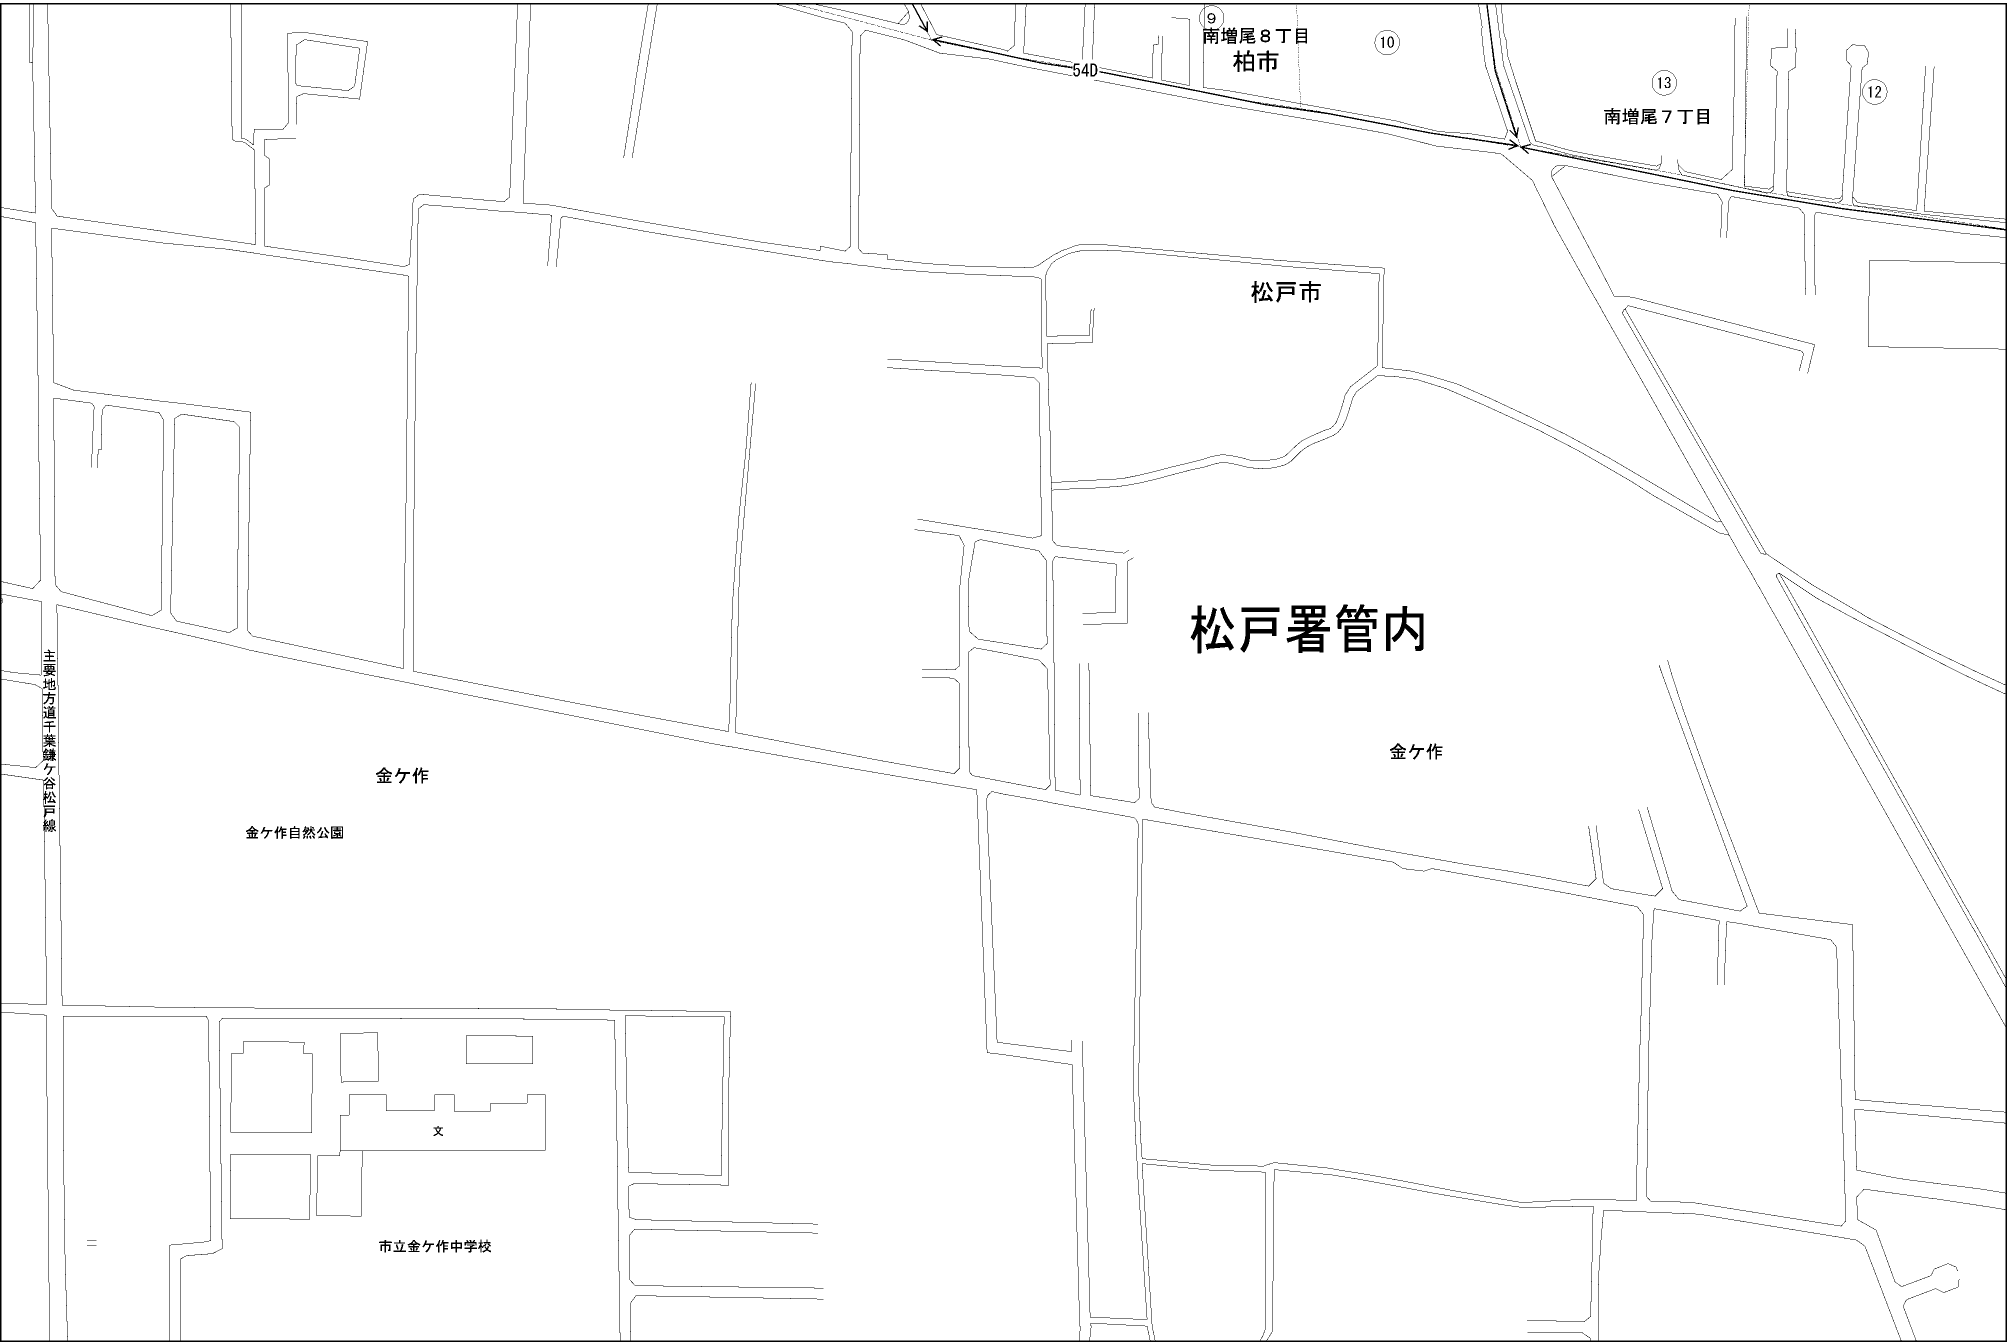 ⑨
南増尾８丁目
柏市
⑩
54D
⑬
⑫
南増尾７丁目
松戸市
松戸署管内
主要地方道千葉鎌ケ谷松戸線
金ケ作
金ケ作
金ケ作自然公園
文
市立金ケ作中学校